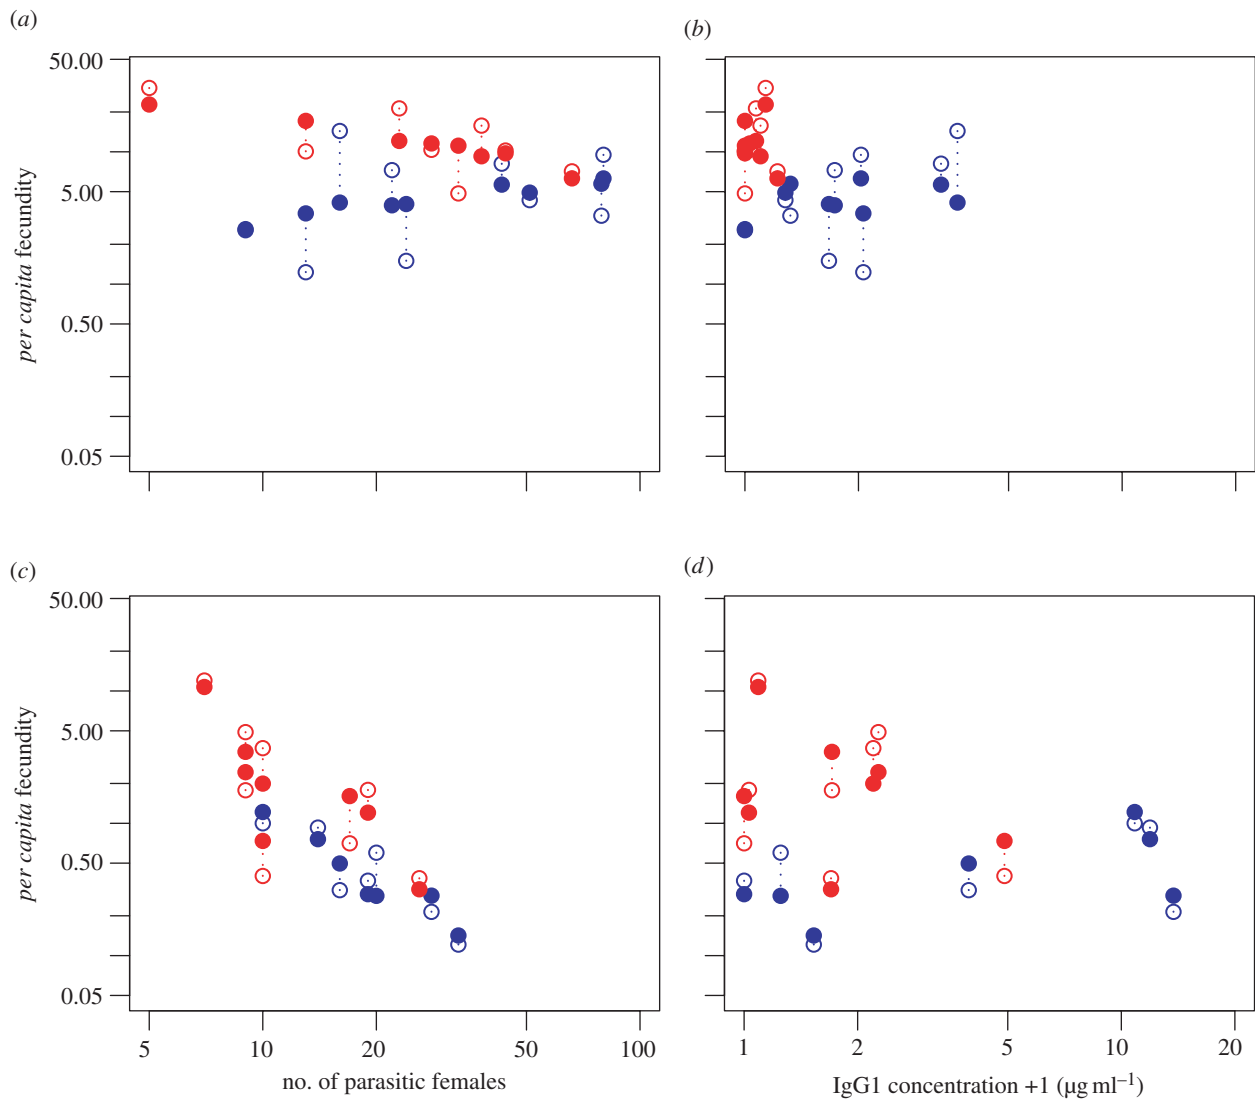 (a)
(b)
50.00
5.00
0.50
0.05
per capita fecundity
(c)
(d)
50.00
5.00
0.50
0.05
per capita fecundity
5 10 20 50 100
1 2 5 10 20
no. of parasitic females
IgG1 concentration +1 (µg ml⁻¹)